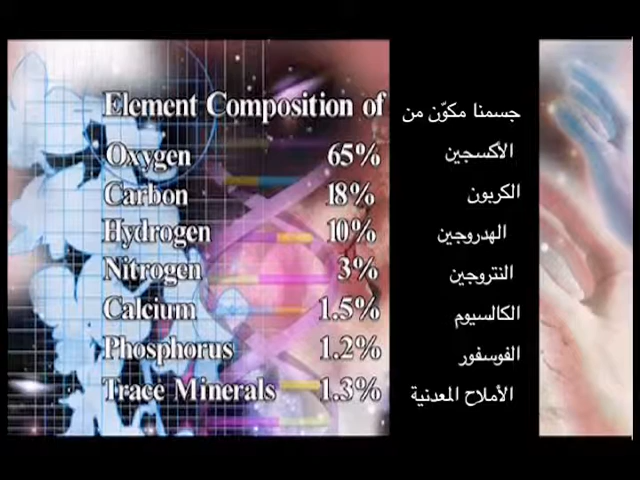 Element Composition of
جسمنا مكوّن من
Oxygen 65%
الأكسجين
Carbon 18%
الكربون
Hydrogen 10%
الهدروجين
Nitrogen 3%
النتروجين
Calcium 1.5%
الكالسيوم
Phosphorus 1.2%
الفوسفور
Trace Minerals 1.3%
الأملاح المعدنية